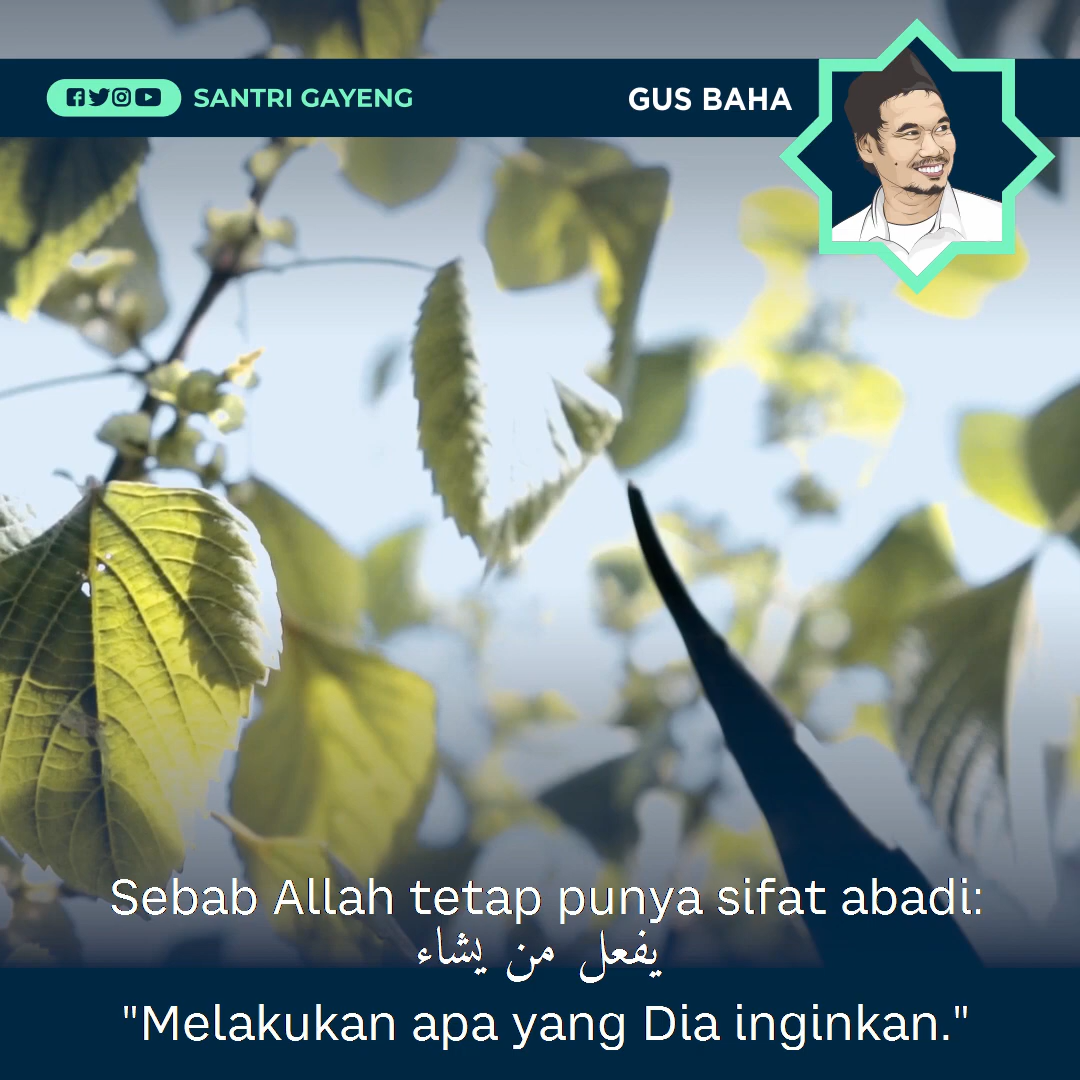 SANTRI GAYENG
GUS BAHA
Sebab Allah tetap punya sifat abadi:
يفعل من يشاء
"Melakukan apa yang Dia inginkan."